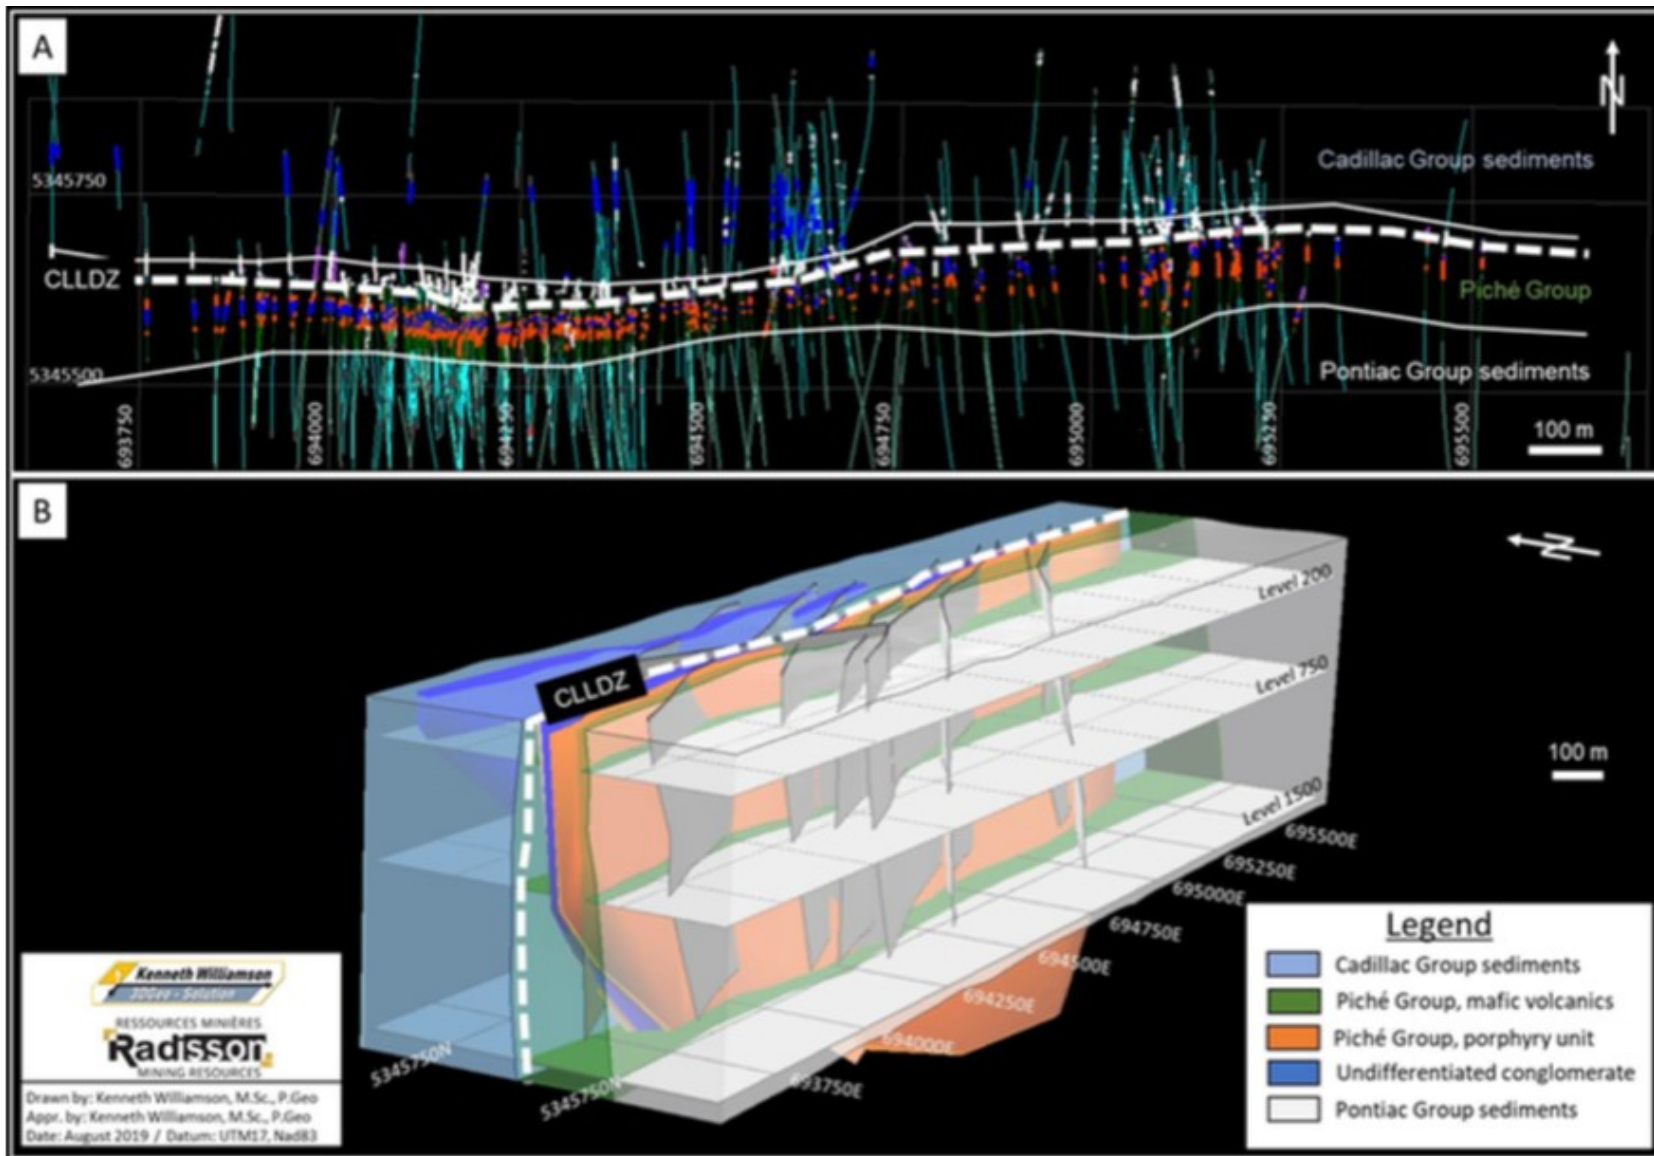 A
N
Cadillac Group sediments
5345750
CLLDZ
Piché Group
5345500
Pontiac Group sediments
693750
694000
694250
694500
694750
695000
695250
695500
100 m
B
N
Level 200
CLLDZ
Level 750
100 m
Level 1500
695500E
695250E
695000E
694750E
694500E
694250E
694000E
693750E
5345750N
5345750N
Legend
Cadillac Group sediments
Piché Group, mafic volcanics
Piché Group, porphyry unit
Undifferentiated conglomerate
Pontiac Group sediments
Kenneth Williamson
3DGeo - Solution
RESSOURCES MINIÈRES
Radisson
MINING RESOURCES
Drawn by: Kenneth Williamson, M.Sc., P.Geo
Appr. by: Kenneth Williamson, M.Sc., P.Geo
Date: August 2019 / Datum: UTM17, Nad83